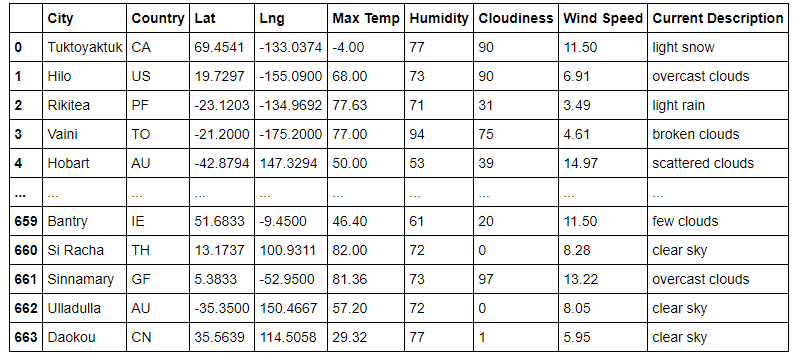 City Country Lat Lng Max Temp Humidity Cloudiness Wind Speed Current Description
0 Tuktoyaktuk CA 69.4541 -133.0374 -4.00 77 90 11.50 light snow
1 Hilo US 19.7297 -155.0900 68.00 73 90 6.91 overcast clouds
2 Rikitea PF -23.1203 -134.9692 77.63 71 31 3.49 light rain
3 Vaini TO -21.2000 -175.2000 77.00 94 75 4.61 broken clouds
4 Hobart AU -42.8794 147.3294 50.00 53 39 14.97 scattered clouds
... ... ... ... ... ... ... ... ... ...
659 Bantry IE 51.6833 -9.4500 46.40 61 20 11.50 few clouds
660 Si Racha TH 13.1737 100.9311 82.00 72 0 8.28 clear sky
661 Sinnamary GF 5.3833 -52.9500 81.36 73 97 13.22 overcast clouds
662 Ulladulla AU -35.3500 150.4667 57.20 72 0 8.05 clear sky
663 Daokou CN 35.5639 114.5058 29.32 77 1 5.95 clear sky